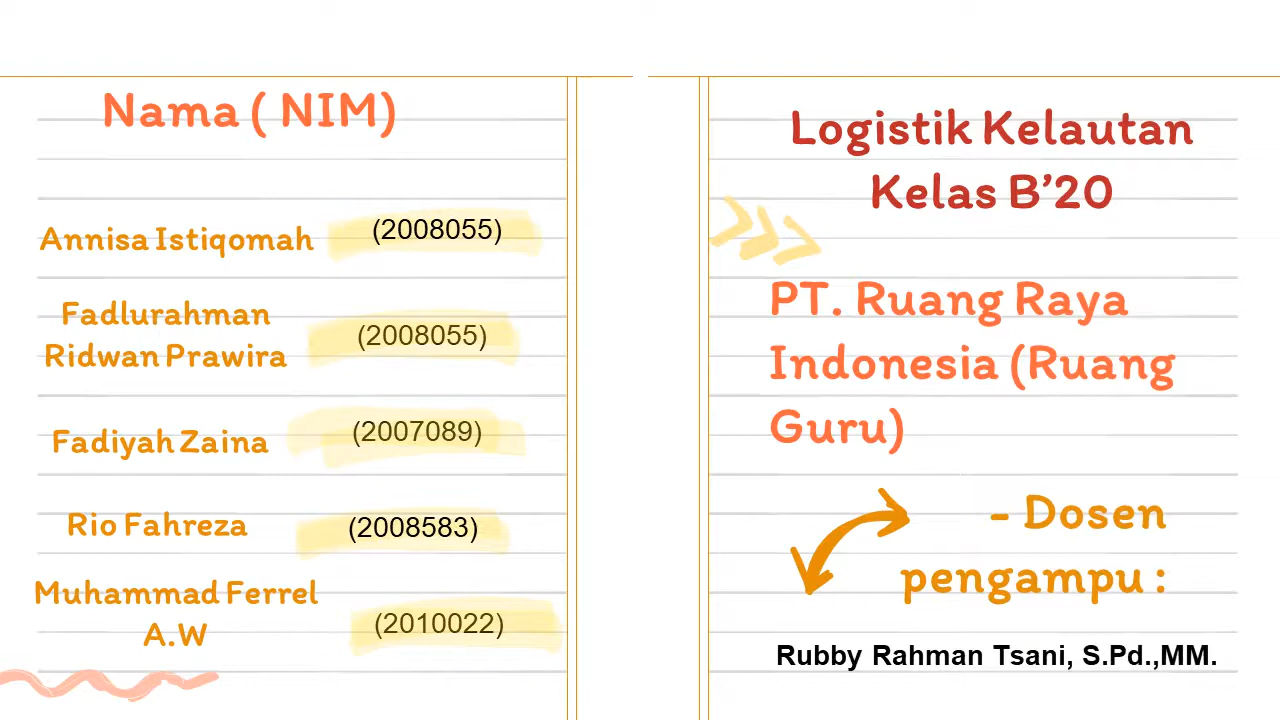 Nama ( NIM)
Annisa Istiqomah (2008055)
Fadlurahman
Ridwan Prawira (2008055)
Fadiyah Zaina (2007089)
Rio Fahreza (2008583)
Muhammad Ferrel
A.W (2010022)
Logistik Kelautan
Kelas B’20
PT. Ruang Raya
Indonesia (Ruang
Guru)
- Dosen
pengampu :
Rubby Rahman Tsani, S.Pd.,MM.